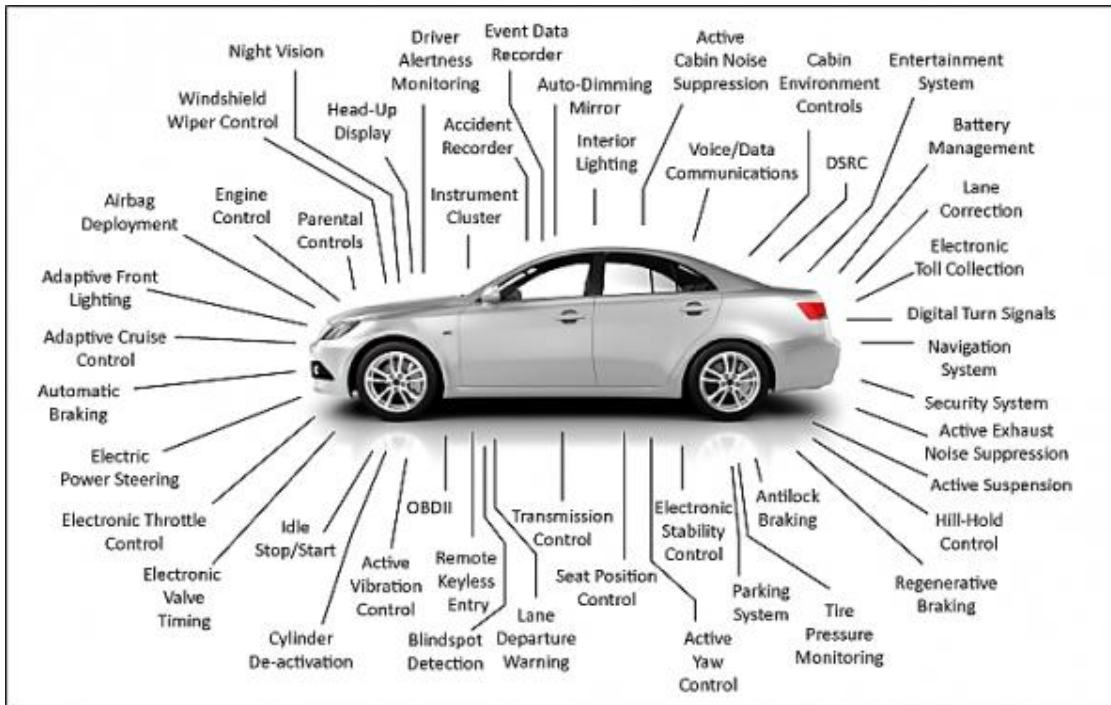 Night Vision
Driver
Alertness
Monitoring
Event Data
Recorder
Active
Cabin Noise
Suppression
Cabin
Environment
Controls
Entertainment
System
Windshield
Wiper Control
Head-Up
Display
Accident
Recorder
Auto-Dimming
Mirror
Interior
Lighting
Voice/Data
Communications
DSRC
Battery
Management
Airbag
Deployment
Engine
Control
Parental
Controls
Instrument
Cluster
Lane
Correction
Adaptive Front
Lighting
Electronic
Toll Collection
Adaptive Cruise
Control
Digital Turn Signals
Automatic
Braking
Navigation
System
Electric
Power Steering
Security System
Electronic Throttle
Control
Active Exhaust
Noise Suppression
Electronic
Valve
Timing
Active Suspension
Idle
Stop/Start
OBDII
Transmission
Control
Electronic
Stability
Control
Antilock
Braking
Hill-Hold
Control
Cylinder
De-activation
Active
Vibration
Control
Remote
Keyless
Entry
Seat Position
Control
Parking
System
Regenerative
Braking
Blindspot
Detection
Lane
Departure
Warning
Active
Yaw
Control
Tire
Pressure
Monitoring